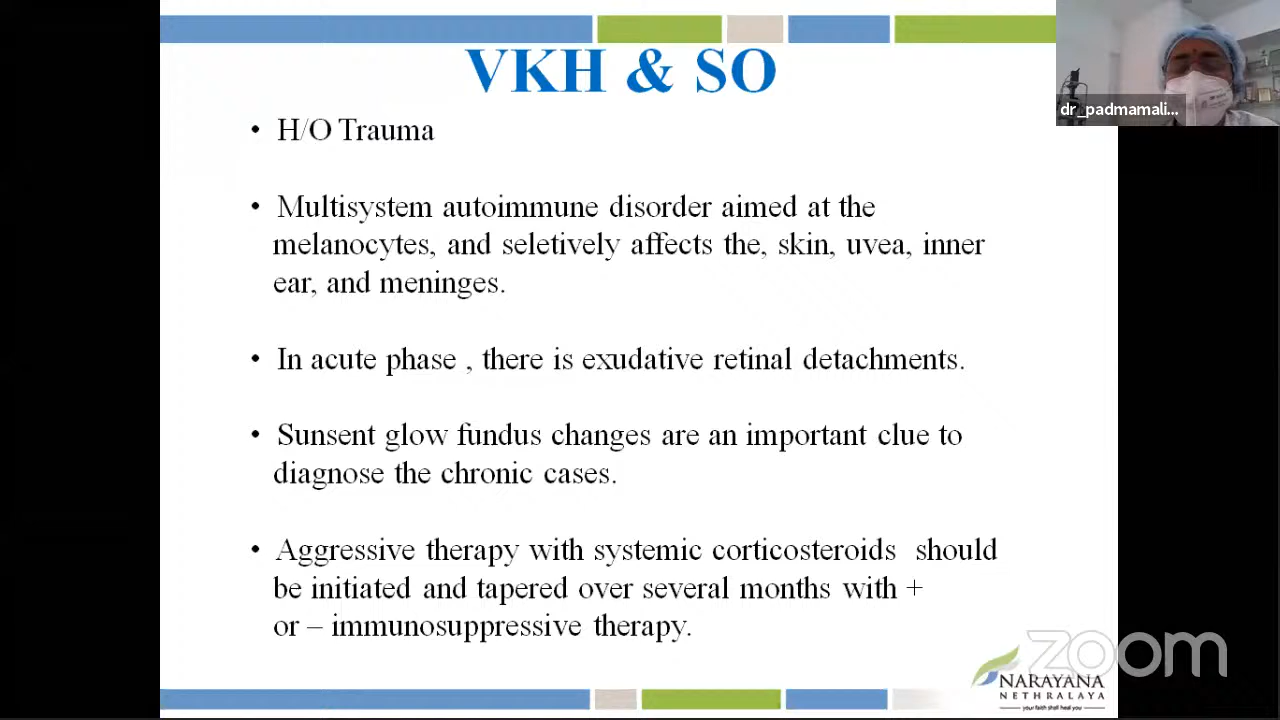 VKH & SO
dr_padmamali...
• H/O Trauma
• Multisystem autoimmune disorder aimed at the
melanocytes, and seletively affects the, skin, uvea, inner
ear, and meninges.
• In acute phase , there is exudative retinal detachments.
• Sunsent glow fundus changes are an important clue to
diagnose the chronic cases.
• Aggressive therapy with systemic corticosteroids should
be initiated and tapered over several months with +
or – immunosuppressive therapy.
zoom
NARAYANA
NETHRALAYA
your faith shall heal you